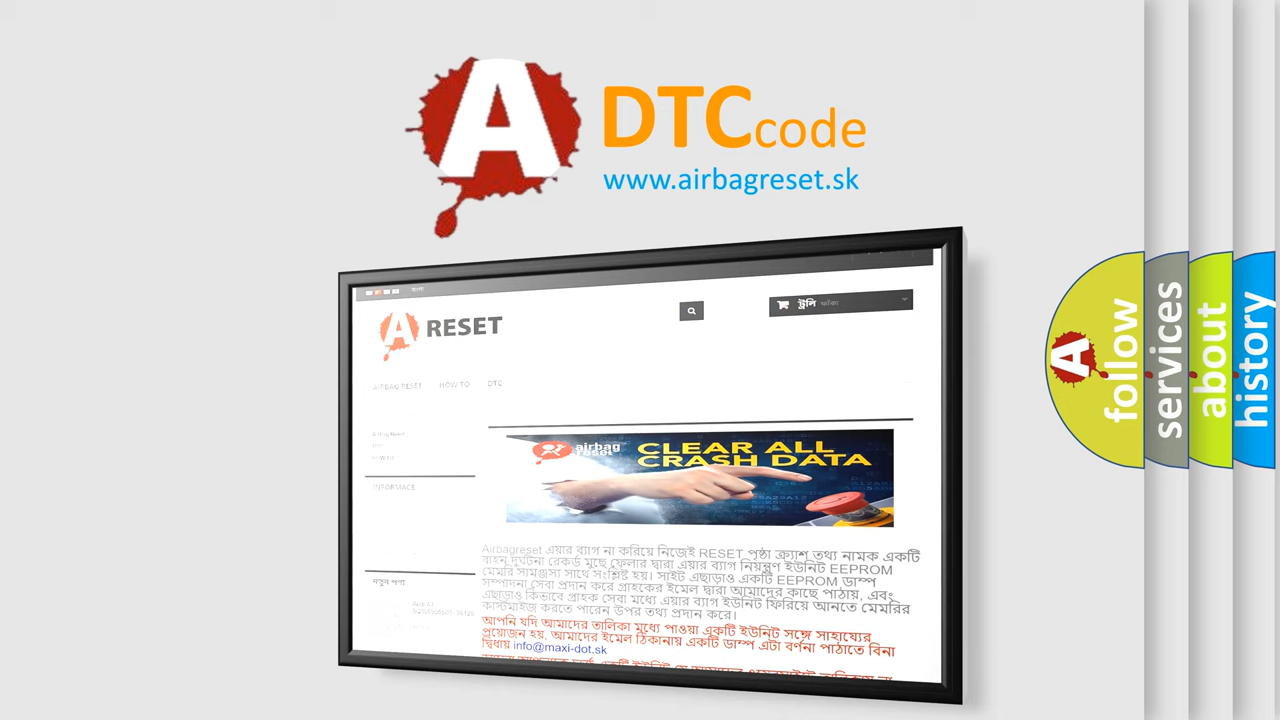 A
DTCcode
www.airbagreset.sk
বাংলা
A RESET
ট্রলি
AIRBAG RESET HOW TO DTC
INFORMACE
airbag
reset
CLEAR ALL
CRASH DATA
Airbagreset এয়ার ব্যাগ না করিয়ে নিজেই RESET পৃষ্ঠা ক্র্যাশ তথ্য নামক একটি
বাহন দুর্ঘটনা রেকর্ড মুছে ফেলার দ্বারা এয়ার ব্যাগ নিয়ন্ত্রণ ইউনিট EEPROM
মেমরি সামঞ্জস্য সাথে সংশ্লিষ্ট হয়। সাইট এছাড়াও একটি EEPROM ডাম্প
সম্পাদনা সেবা প্রদান করে গ্রাহকের ইমেল দ্বারা আমাদের কাছে পাঠায়, এবং
এছাড়াও কিভাবে গ্রাহক সেবা মধ্যে এয়ার ব্যাগ ইউনিট ফিরিয়ে আনতে মেমরির
কাস্টমাইজ করতে পারেন উপর তথ্য প্রদান করে।
আপনি যদি আমাদের তালিকা মধ্যে পাওয়া একটি ইউনিট সঙ্গে সাহায্যের
প্রয়োজন হয়, আমাদের ইমেল ঠিকানায় একটি ডাম্প এটা বর্ণনা পাঠাতে বিনা
দ্বিধায় info@maxi-dot.sk
নতুন পণ্য
A
follow
services
about
history